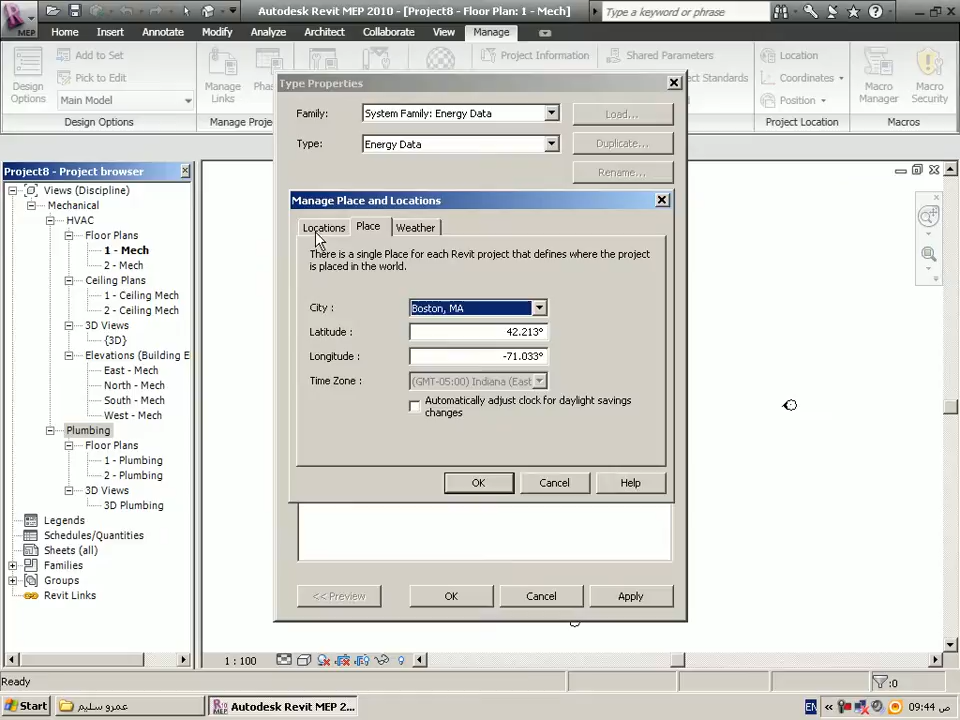 Autodesk Revit MEP 2010 - [Project8 - Floor Plan: 1 - Mech]
Type a keyword or phrase
MEP
Home
Insert
Annotate
Modify
Analyze
Architect
Collaborate
View
Manage
Design Options
Add to Set
Pick to Edit
Main Model
Design Options
Manage Links
Manage Proje
Project Information
Shared Parameters
Location
Coordinates
Position
Project Location
Macro Manager
Macro Security
Macros
Project8 - Project browser
Views (Discipline)
Mechanical
HVAC
Floor Plans
1 - Mech
2 - Mech
Ceiling Plans
1 - Ceiling Mech
2 - Ceiling Mech
3D Views
{3D}
Elevations (Building E
East - Mech
North - Mech
South - Mech
West - Mech
Plumbing
Floor Plans
1 - Plumbing
2 - Plumbing
3D Views
3D Plumbing
Legends
Schedules/Quantities
Sheets (all)
Families
Groups
Revit Links
Type Properties
Family:
System Family: Energy Data
Load...
Type:
Energy Data
Duplicate...
Rename...
Manage Place and Locations
Locations
Place
Weather
There is a single Place for each Revit project that defines where the project
is placed in the world.
City :
Boston, MA
Latitude :
42.213°
Longitude :
-71.033°
Time Zone :
(GMT-05:00) Indiana (East
Automatically adjust clock for daylight savings
changes
OK
Cancel
Help
<< Preview
OK
Cancel
Apply
1 : 100
Ready
:0
Start
عمرو سليم
Autodesk Revit MEP 2...
EN
09:44 ص